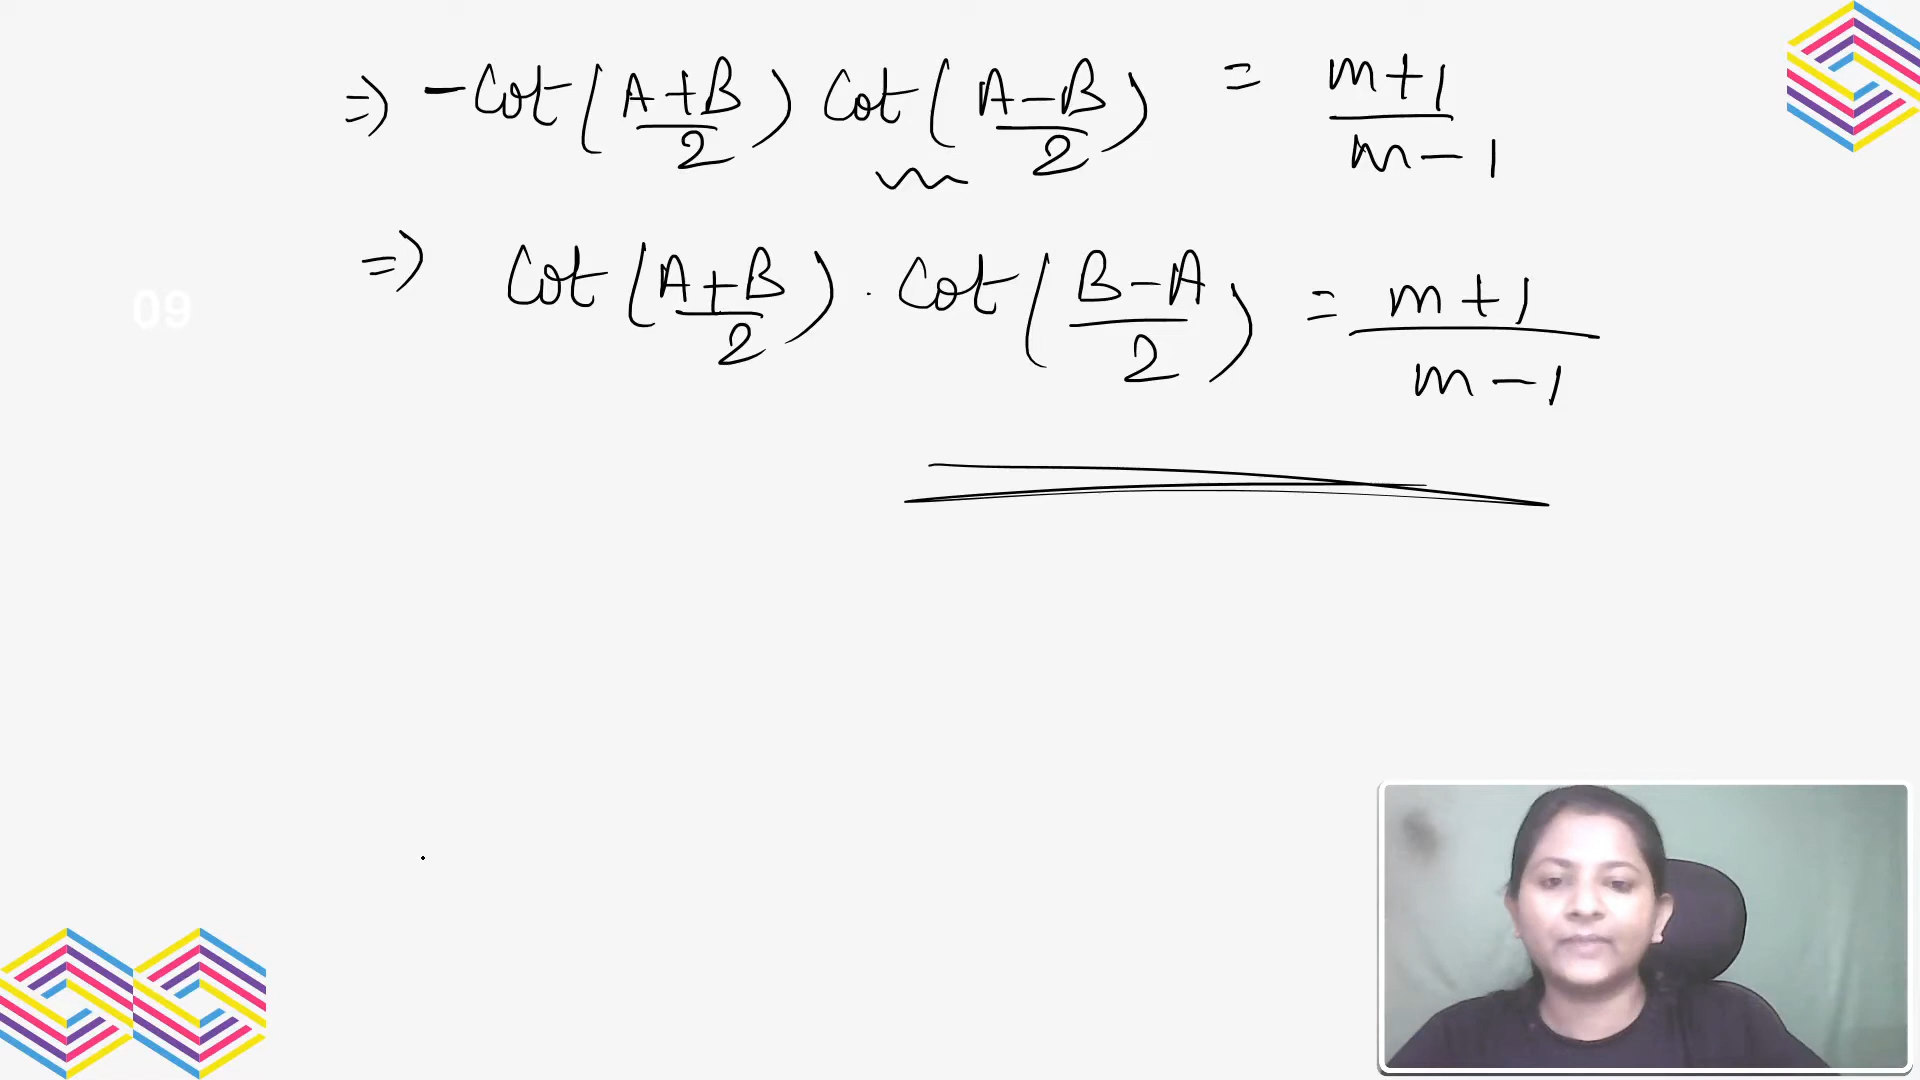 => -Cot(A+B/2) Cot(A-B/2) = m+1/m-1
=> Cot(A+B/2) . Cot(B-A/2) = m+1/m-1
09